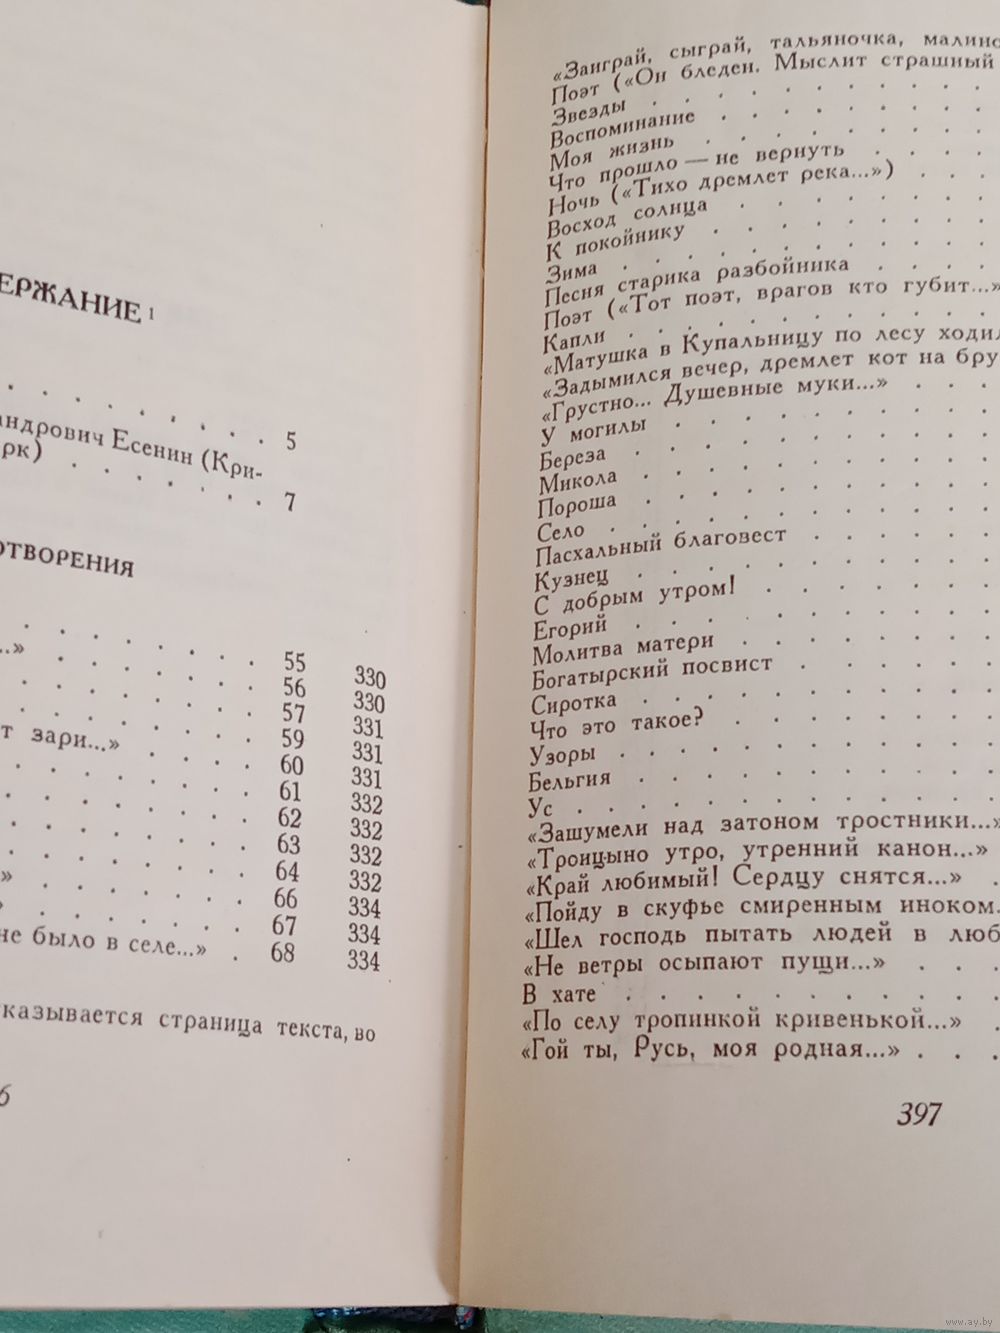 ЕРЖАНИЕ 1
5
андрович Есенин (Кри-
рк) 7
ОТВОРЕНИЯ
55 330
..» 56 330
57 331
т зари...» 59 331
60 331
61 332
62 332
63 332
64 332
» 66 334
67 334
не было в селе...» . 68 334
казывается страница текста, во
6
«Заиграй, сыграй, тальяночка, малино
Поэт («Он бледен. Мыслит страшный
Звезды
Воспоминание
Моя жизнь
Что прошло — не вернуть
Ночь («Тихо дремлет река...»)
Восход солнца
К покойнику
Зима
Песня старика разбойника
Поэт («Тот поэт, врагов кто губит...»
Капли
«Матушка в Купальницу по лесу ходил
«Задымился вечер, дремлет кот на бру
«Грустно... Душевные муки...»
У могилы
Береза
Микола
Пороша
Село
Пасхальный благовест
Кузнец
С добрым утром!
Егорий
Молитва матери
Богатырский посвист
Сиротка
Что это такое?
Узоры
Бельгия
Ус
«Зашумели над затоном тростники...»
«Троицыно утро, утренний канон...»
«Край любимый! Сердцу снятся...»
«Пойду в скуфье смиренным иноком.
«Шел господь пытать людей в люб
«Не ветры осыпают пущи...»
В хате
«По селу тропинкой кривенькой...»
«Гой ты, Русь, моя родная...»
397
www.ay.by